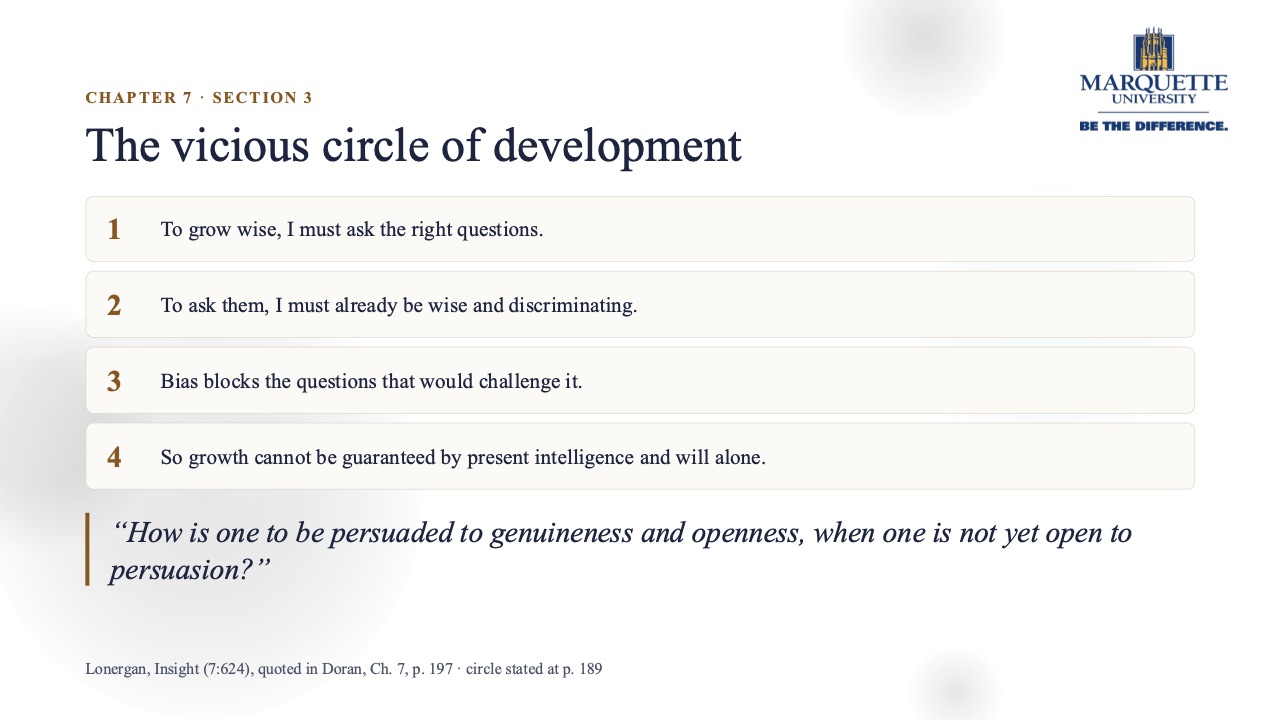 MARQUETTE
UNIVERSITY
BE THE DIFFERENCE.
CHAPTER 7 · SECTION 3
The vicious circle of development
1 To grow wise, I must ask the right questions.
2 To ask them, I must already be wise and discriminating.
3 Bias blocks the questions that would challenge it.
4 So growth cannot be guaranteed by present intelligence and will alone.
“How is one to be persuaded to genuineness and openness, when one is not yet open to
persuasion?”
Lonergan, Insight (7:624), quoted in Doran, Ch. 7, p. 197 · circle stated at p. 189